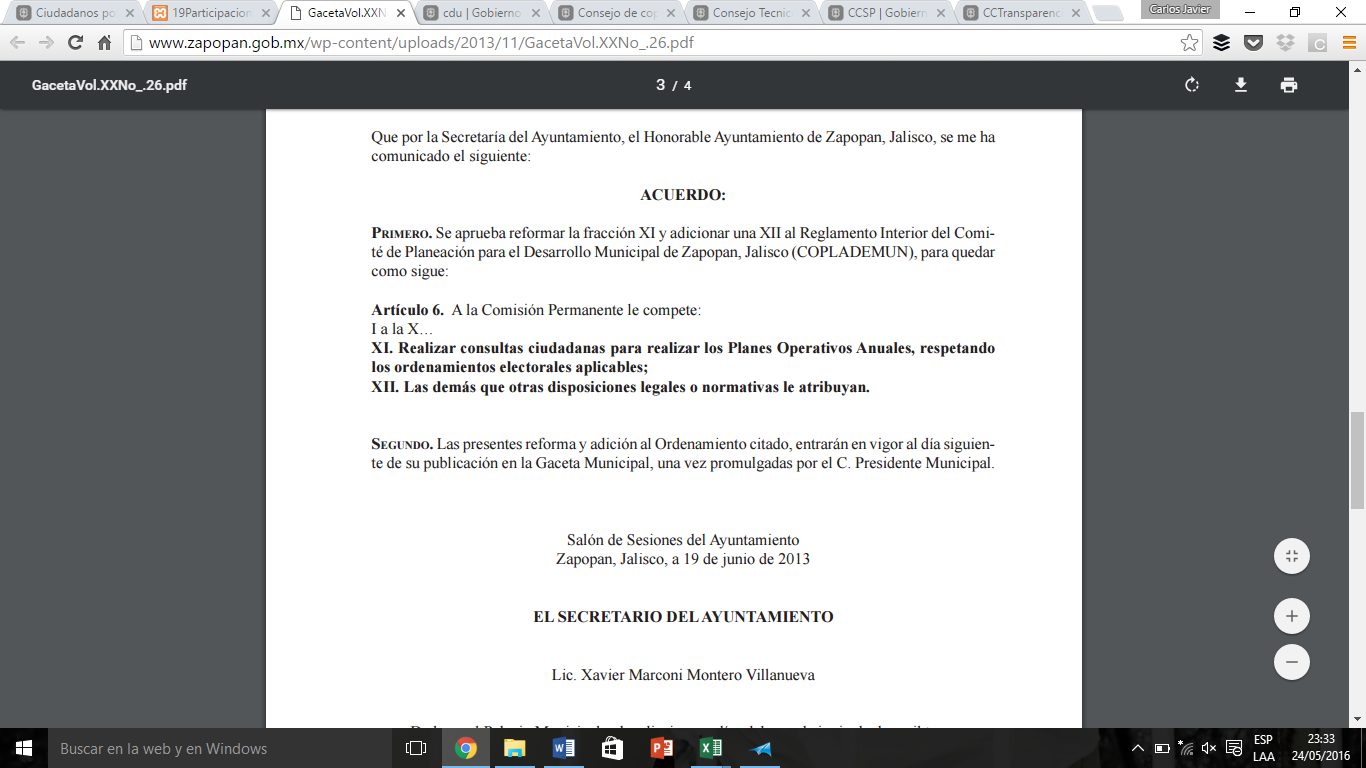 Ciudadanos po
19Participacion
GacetaVol.XXN
cdu | Gobierno
Consejo de cop
Consejo Tecnic
CCSP | Gobiern
CCTransparenc
Carlos Javier
www.zapopan.gob.mx/wp-content/uploads/2013/11/GacetaVol.XXNo_.26.pdf
GacetaVol.XXNo_.26.pdf
3 / 4
Que por la Secretaría del Ayuntamiento, el Honorable Ayuntamiento de Zapopan, Jalisco, se me ha
comunicado el siguiente:
ACUERDO:
PRIMERO. Se aprueba reformar la fracción XI y adicionar una XII al Reglamento Interior del Comi-
té de Planeación para el Desarrollo Municipal de Zapopan, Jalisco (COPLADEMUN), para quedar
como sigue:
Artículo 6. A la Comisión Permanente le compete:
I a la X…
XI. Realizar consultas ciudadanas para realizar los Planes Operativos Anuales, respetando
los ordenamientos electorales aplicables;
XII. Las demás que otras disposiciones legales o normativas le atribuyan.
SEGUNDO. Las presentes reforma y adición al Ordenamiento citado, entrarán en vigor al día siguien-
te de su publicación en la Gaceta Municipal, una vez promulgadas por el C. Presidente Municipal.
Salón de Sesiones del Ayuntamiento
Zapopan, Jalisco, a 19 de junio de 2013
EL SECRETARIO DEL AYUNTAMIENTO
Lic. Xavier Marconi Montero Villanueva
Buscar en la web y en Windows
ESP
LAA
23:33
24/05/2016